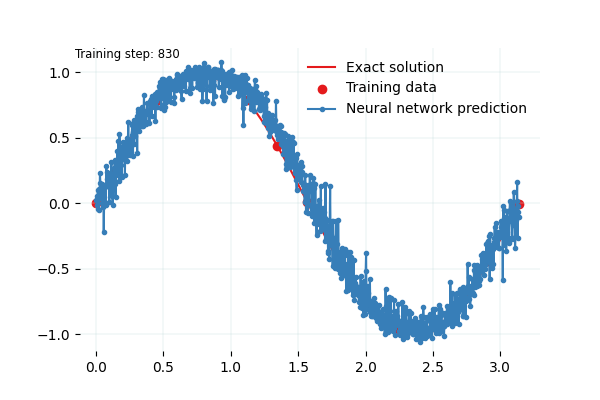 Training step: 830
Exact solution
Training data
Neural network prediction
1.0
0.5
0.0
−0.5
−1.0
0.0 0.5 1.0 1.5 2.0 2.5 3.0